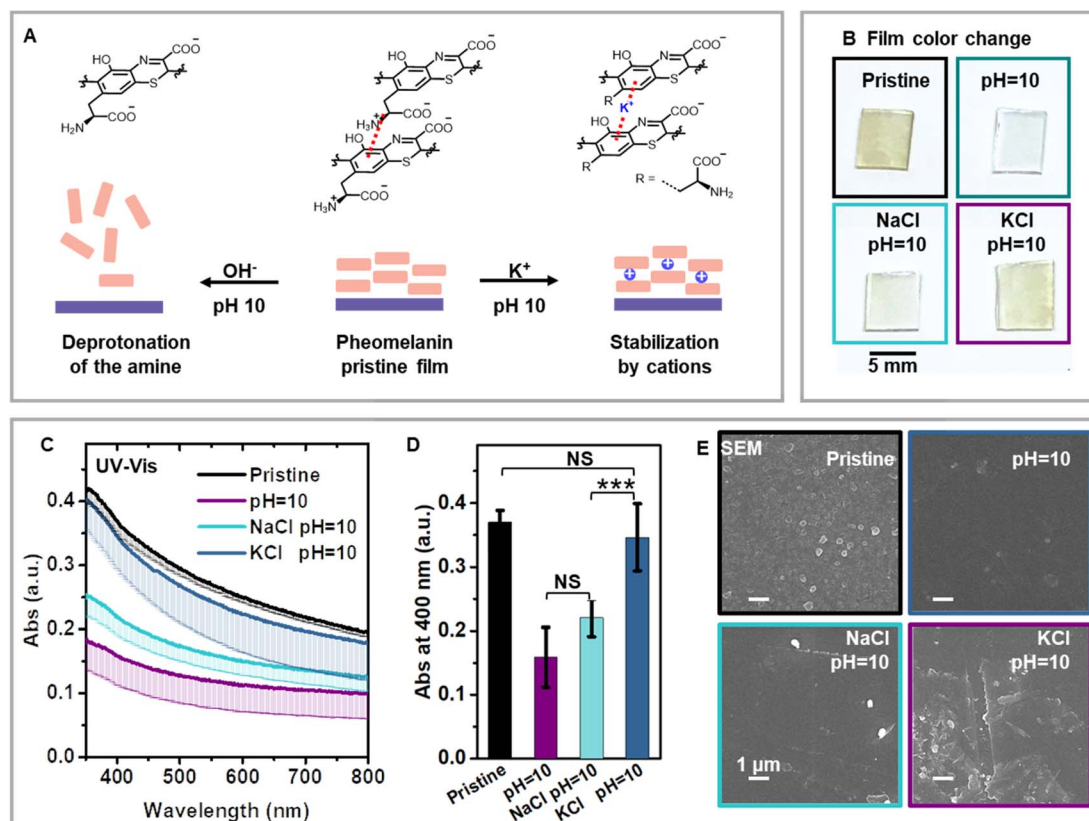 A
HO
N
COO⁻
S
H₂N
COO⁻
HO
N
COO⁻
S
H₃N⁺
COO⁻
HO
N
COO⁻
S
H₃N⁺
COO⁻
HO
N
COO⁻
S
R
K⁺
HO
N
COO⁻
S
R
COO⁻
R =
NH₂
OH⁻
pH 10
K⁺
pH 10
Deprotonation
of the amine
Pheomelanin
pristine film
Stabilization
by cations
B Film color change
Pristine
pH=10
NaCl
pH=10
KCl
pH=10
5 mm
C
UV-Vis
Pristine
pH=10
NaCl pH=10
KCl pH=10
Abs (a.u.)
0.4
0.3
0.2
0.1
0.0
400 500 600 700 800
Wavelength (nm)
D
NS
***
NS
Abs at 400 nm (a.u.)
0.4
0.3
0.2
0.1
0.0
Pristine
pH=10
NaCl pH=10
KCl pH=10
E SEM
Pristine
pH=10
NaCl
pH=10
1 µm
KCl
pH=10